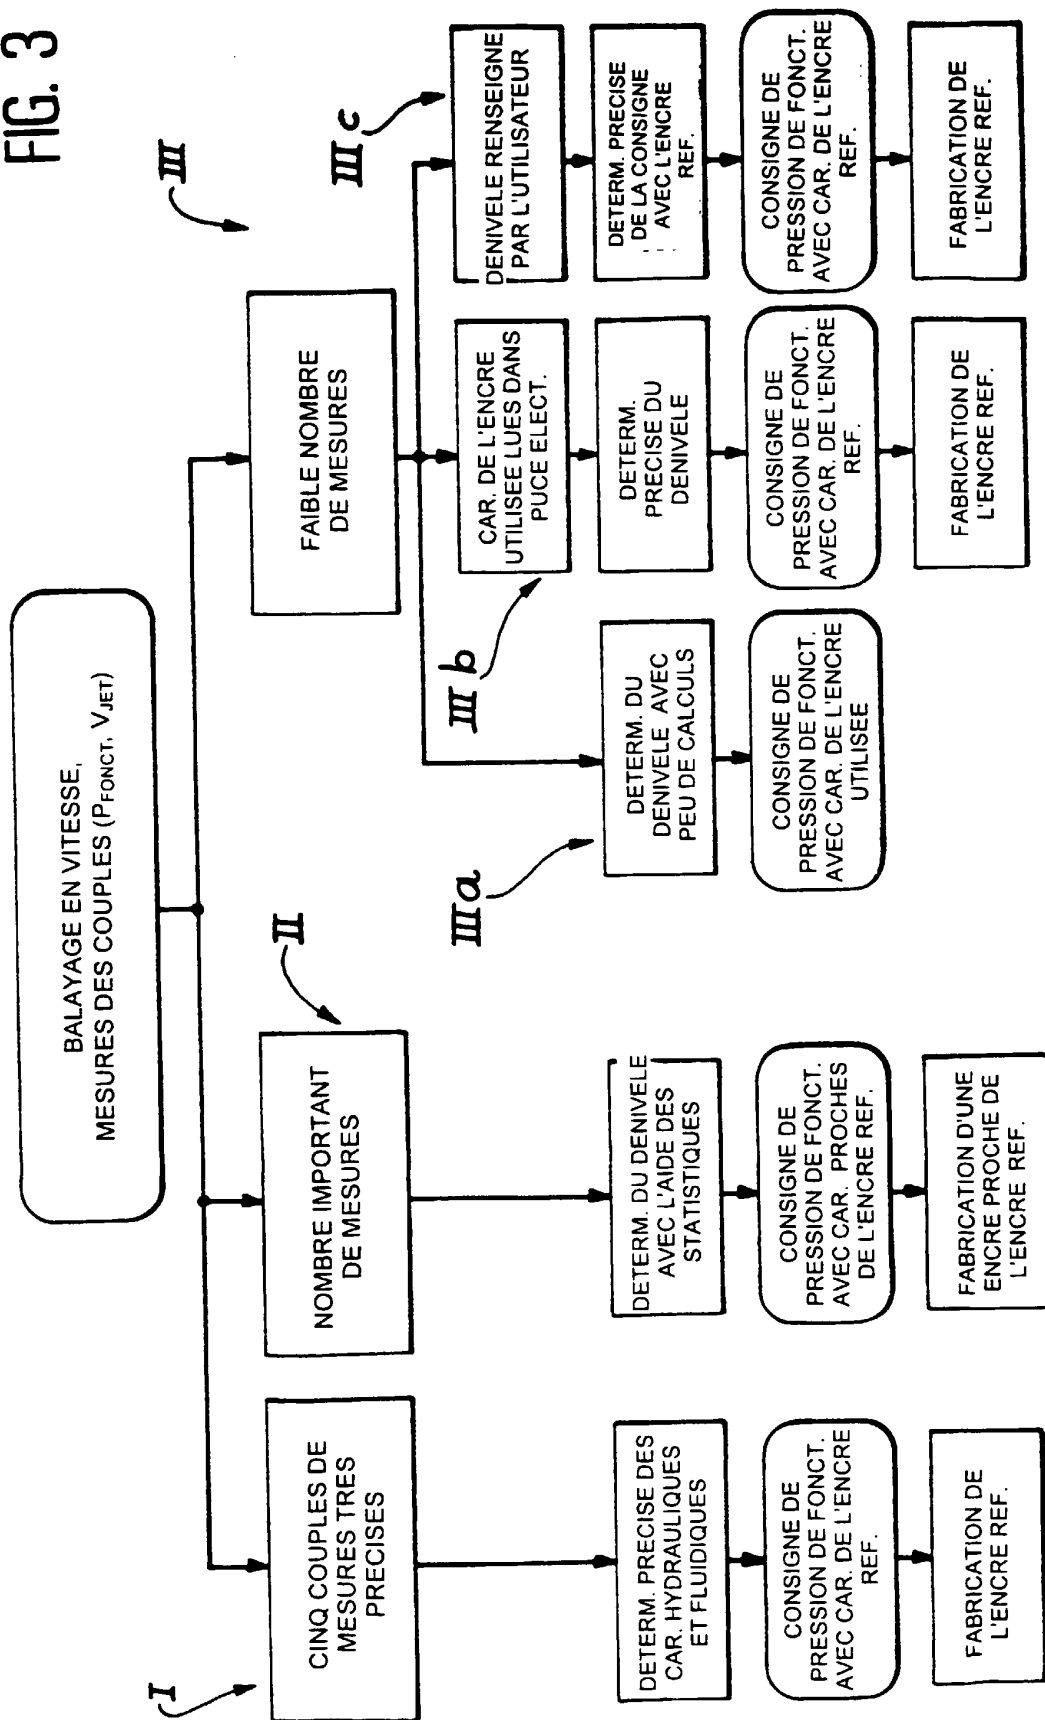 FIG. 3
BALAYAGE EN VITESSE,
MESURES DES COUPLES (PFONCT, VJET)
I
CINQ COUPLES DE
MESURES TRES
PRECISES
DETERM. PRECISE DES
CAR. HYDRAULIQUES
ET FLUIDIQUES
CONSIGNE DE
PRESSION DE FONCT.
AVEC CAR. DE L'ENCRE
REF.
FABRICATION DE
L'ENCRE REF.
II
NOMBRE IMPORTANT
DE MESURES
DETERM. DU DENIVELE
AVEC L'AIDE DES
STATISTIQUES
CONSIGNE DE
PRESSION DE FONCT.
AVEC CAR. PROCHES
DE L'ENCRE REF.
FABRICATION D'UNE
ENCRE PROCHE DE
L'ENCRE REF.
III
FAIBLE NOMBRE
DE MESURES
IIIa
DETERM. DU
DENIVELE AVEC
PEU DE CALCULS
CONSIGNE DE
PRESSION DE FONCT.
AVEC CAR. DE L'ENCRE
UTILISEE
III b
CAR. DE L'ENCRE
UTILISEE LUES DANS
PUCE ELECT.
DETERM.
PRECISE DU
DENIVELE
CONSIGNE DE
PRESSION DE FONCT.
AVEC CAR. DE L'ENCRE
REF.
FABRICATION DE
L'ENCRE REF.
III c
DENIVELE RENSEIGNE
PAR L'UTILISATEUR
DETERM. PRECISE
DE LA CONSIGNE
AVEC L'ENCRE
REF.
CONSIGNE DE
PRESSION DE FONCT.
AVEC CAR. DE L'ENCRE
REF.
FABRICATION DE
L'ENCRE REF.